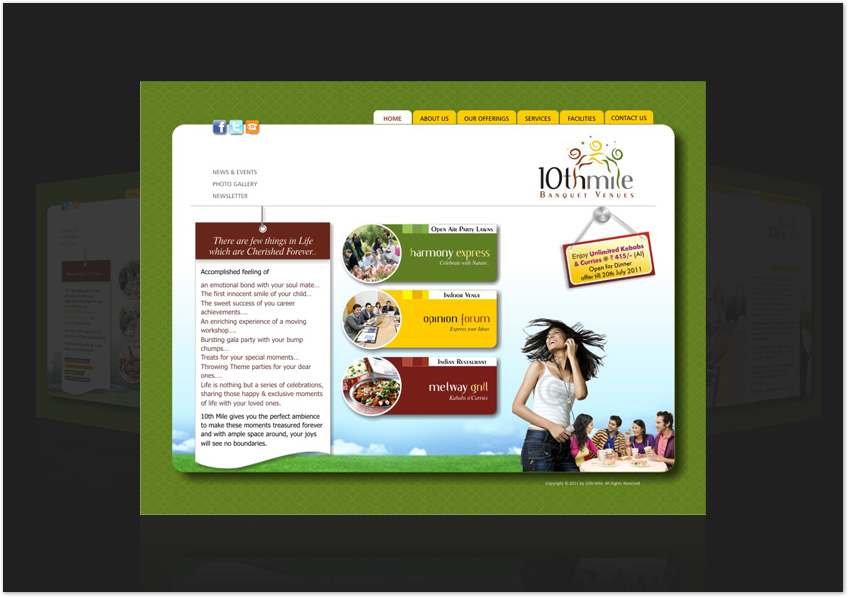 HOME
ABOUT US
OUR OFFERINGS
SERVICES
FACILITIES
CONTACT US
NEWS & EVENTS
PHOTO GALLERY
NEWSLETTER
10thmile
BANQUET VENUES
There are few things in Life
which are Cherished Forever..
Accomplished feeling of
an emotional bond with your soul mate...
The first innocent smile of your child...
The sweet success of you career
achievements....
An enriching experience of a moving
workshop....
Bursting gala party with your bump
chumps...
Treats for your special moments...
Throwing Theme parties for your dear
ones....
Life is nothing but a series of celebrations,
sharing those happy & exclusive moments
of life with your loved ones.
10th Mile gives you the perfect ambience
to make these moments treasured forever
and with ample space around, your joys
will see no boundaries.
OPEN AIR PARTY LAWNS
harmony express
Celebrate with Nature..
INDOOR VENUE
opinion forum
Express your Ideas
INDIAN RESTAURANT
metway grill
Kababs n'Curries
Enjoy Unlimited Kebabs
& Curries @ ₹ 415/- (AI)
Open for Dinner
offer till 20th July 2011
Copyright © 2011 by 10th Mile, All Rights Reserved